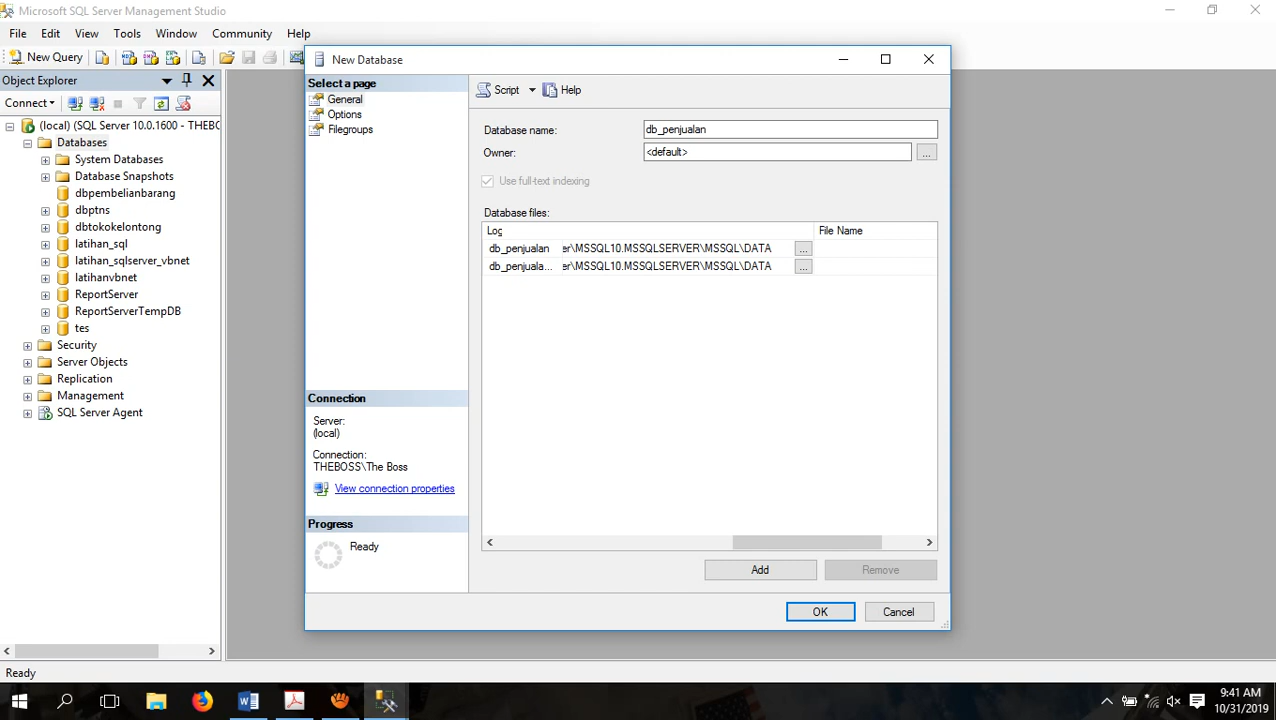 Microsoft SQL Server Management Studio
File Edit View Tools Window Community Help
New Query
Object Explorer
Connect
(local) (SQL Server 10.0.1600 - THEBO
Databases
System Databases
Database Snapshots
dbpembelianbarang
dbptns
dbtokokelontong
latihan_sql
latihan_sqlserver_vbnet
latihanvbnet
ReportServer
ReportServerTempDB
tes
Security
Server Objects
Replication
Management
SQL Server Agent
New Database
Select a page
General
Options
Filegroups
Connection
Server:
(local)
Connection:
THEBOSS\The Boss
View connection properties
Progress
Ready
Script Help
Database name: db_penjualan
Owner: <default> ...
Use full-text indexing
Database files:
Log File Name
db_penjualan er\MSSQL10.MSSQLSERVER\MSSQL\DATA ...
db_penjuala... er\MSSQL10.MSSQLSERVER\MSSQL\DATA ...
Add Remove
OK Cancel
Ready
9:41 AM
10/31/2019